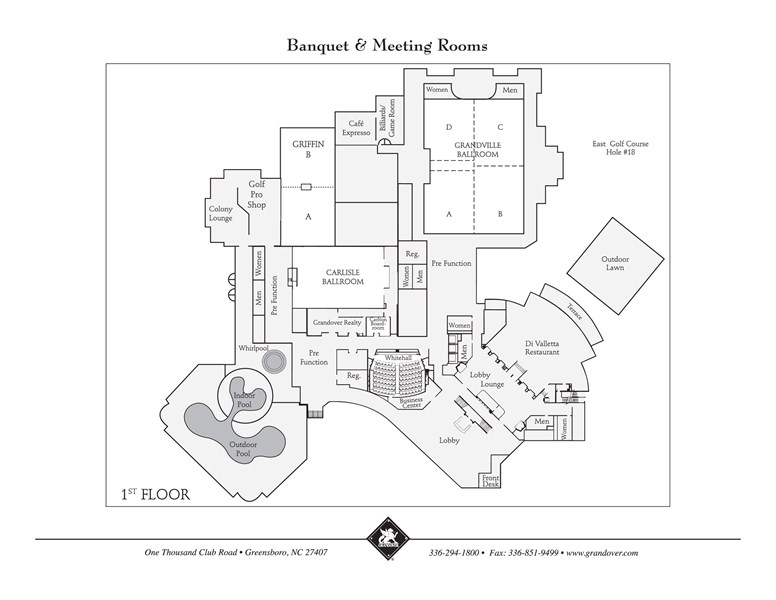 Banquet & Meeting Rooms
Women
Men
Billiards/
Game Room
Café
Expresso
D
C
GRANDVILLE
BALLROOM
A
B
East Golf Course
Hole #18
GRIFFIN
B
A
Golf
Pro
Shop
Colony
Lounge
Women
Men
Pre Function
CARLISLE
BALLROOM
Reg.
Women
Men
Pre Function
Outdoor
Lawn
Terrace
Grandover Realty
Carlton
Board-
room
Women
Men
Di Valletta
Restaurant
Whirlpool
Pre
Function
Reg.
Whitehall
Business
Center
Lobby
Lounge
Indoor
Pool
Outdoor
Pool
Lobby
Men
Women
Front
Desk
1ST FLOOR
GRANDOVER
One Thousand Club Road • Greensboro, NC 27407
336-294-1800 • Fax: 336-851-9499 • www.grandover.com